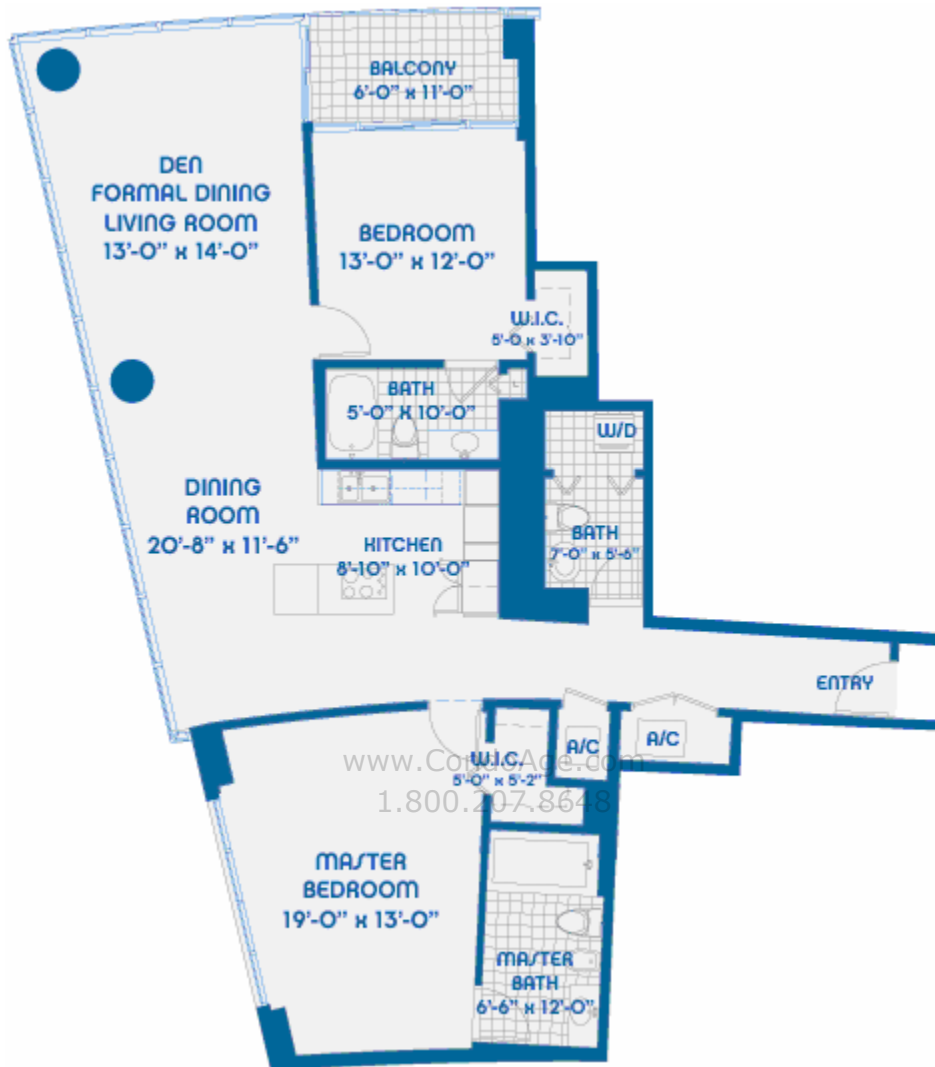 BALCONY
6'-0" x 11'-0"
DEN
FORMAL DINING
LIVING ROOM
13'-0" x 14'-0"
BEDROOM
13'-0" x 12'-0"
W.I.C.
5'-0 x 3'-10"
BATH
5'-0" x 10'-0"
W/D
DINING
ROOM
20'-8" x 11'-6"
KITCHEN
8'-10" x 10'-0"
BATH
7'-0" x 5'-6"
ENTRY
A/C
A/C
W.I.C.
5'-0" x 5'-2"
www.CondoAge.com
1.800.207.8648
MASTER
BEDROOM
19'-0" x 13'-0"
MASTER
BATH
6'-6" x 12'-0"